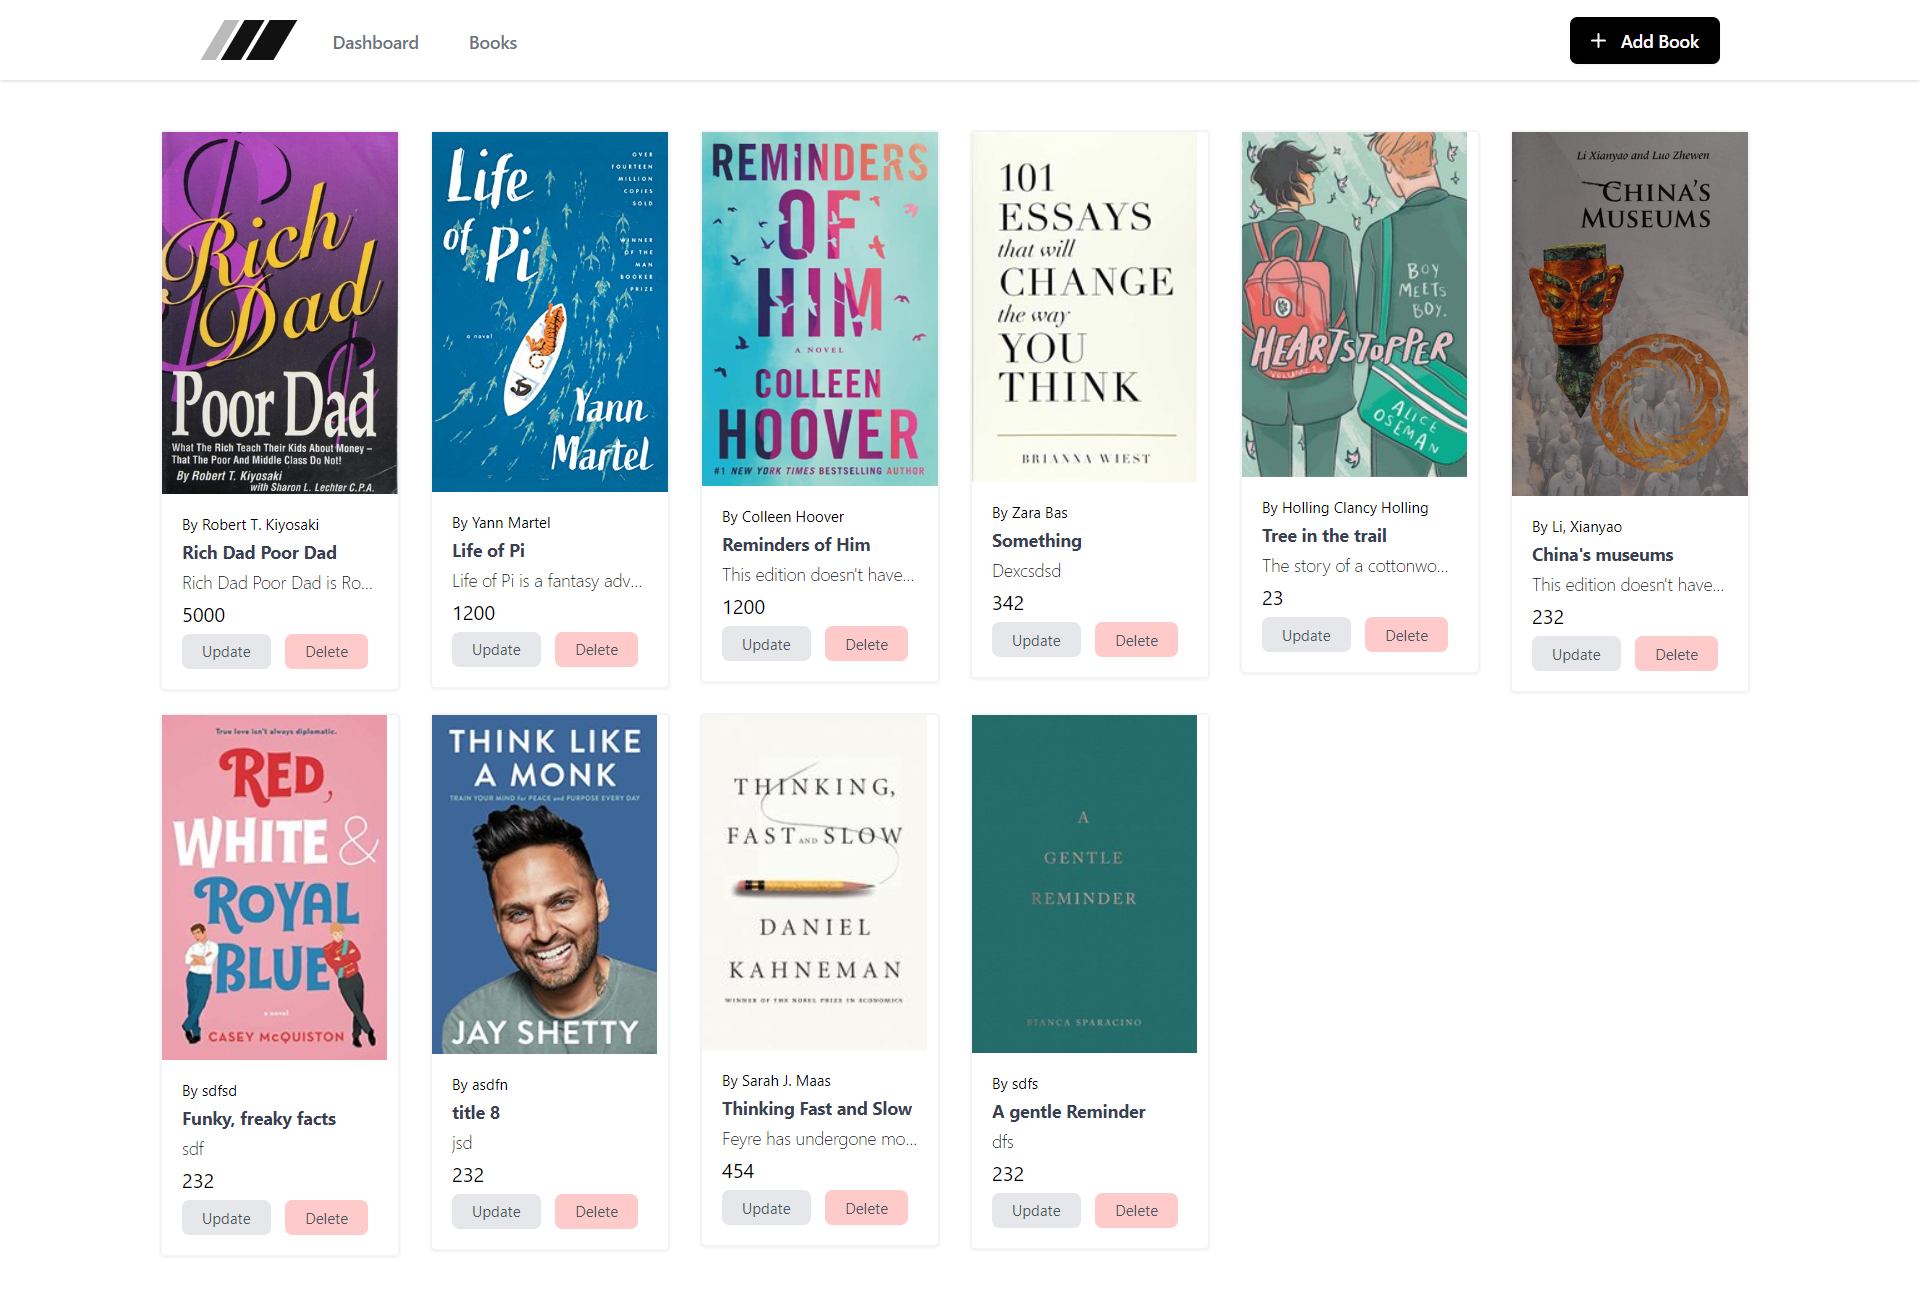 Dashboard
Books
+ Add Book
Rich
Dad
Poor Dad
What The Rich Teach Their Kids About Money –
That The Poor And Middle Class Do Not!
By Robert T. Kiyosaki
with Sharon L. Lechter C.P.A.
By Robert T. Kiyosaki
Rich Dad Poor Dad
Rich Dad Poor Dad is Ro...
5000
Update
Delete
Life
of Pi
OVER
FOURTEEN
MILLION
COPIES
SOLD
WINNER
OF THE
MAN
BOOKER
PRIZE
a novel
Yann
Martel
By Yann Martel
Life of Pi
Life of Pi is a fantasy adv...
1200
Update
Delete
REMINDERS
OF
HIM
A NOVEL
COLLEEN
HOOVER
#1 NEW YORK TIMES BESTSELLING AUTHOR
By Colleen Hoover
Reminders of Him
This edition doesn't have...
1200
Update
Delete
101
ESSAYS
that will
CHANGE
the way
YOU
THINK
BRIANNA WIEST
By Zara Bas
Something
Dexcsdsd
342
Update
Delete
BOY
MEETS
BOY.
HEARTSTOPPER
VOLUME 1
ALICE
OSEMAN
By Holling Clancy Holling
Tree in the trail
The story of a cottonwo...
23
Update
Delete
Li Xianyao and Luo Zhewen
CHINA'S
MUSEUMS
By Li, Xianyao
China's museums
This edition doesn't have...
232
Update
Delete
True love isn't always diplomatic.
RED,
WHITE &
ROYAL
BLUE
a novel
CASEY McQUISTON
By sdfsd
Funky, freaky facts
sdf
232
Update
Delete
THINK LIKE
A MONK
TRAIN YOUR MIND for PEACE and PURPOSE EVERY DAY
JAY SHETTY
By asdfn
title 8
jsd
232
Update
Delete
THINKING,
FAST AND SLOW
DANIEL
KAHNEMAN
WINNER OF THE NOBEL PRIZE IN ECONOMICS
By Sarah J. Maas
Thinking Fast and Slow
Feyre has undergone mo...
454
Update
Delete
A
GENTLE
REMINDER
BIANCA SPARACINO
By sdfs
A gentle Reminder
dfs
232
Update
Delete